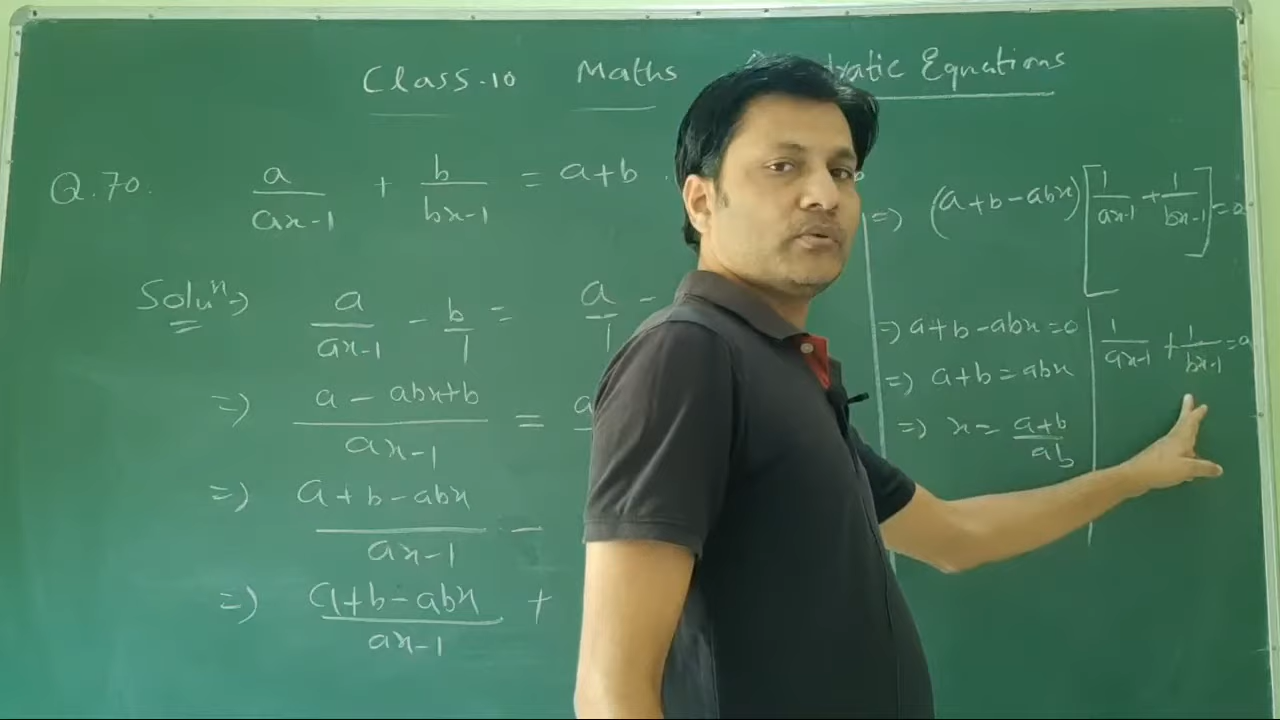 Class-10 Maths Equations
Q.70. a/(ax-1) + b/(bx-1) = a+b.
Soluⁿ⇒ a/(ax-1) - b/1 = a/1 -
⇒ (a - abx+b)/(ax-1) =
⇒ (a+b-abx)/(ax-1) -
⇒ (a+b-abx)/(ax-1) +
⇒ (a+b-abx)[1/(ax-1) + 1/(bx-1)] =
⇒ a+b-abx=0
⇒ a+b=abx
⇒ x = (a+b)/ab
1/(ax-1) + 1/(bx-1) =